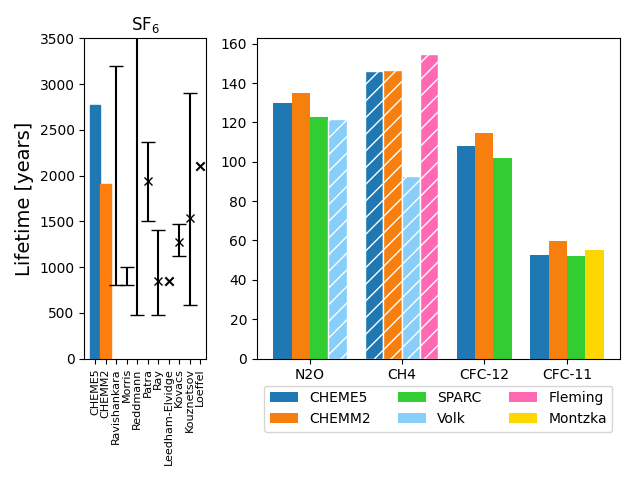 SF6
Lifetime [years]
3500
3000
2500
2000
1500
1000
500
0
CHEME5
CHEMM2
Ravishankara
Morris
Reddmann
Patra
Ray
Leedham-Elvidge
Kovacs
Kouznetsov
Loeffel
160
140
120
100
80
60
40
20
0
N2O CH4 CFC-12 CFC-11
CHEME5 SPARC Fleming
CHEMM2 Volk Montzka